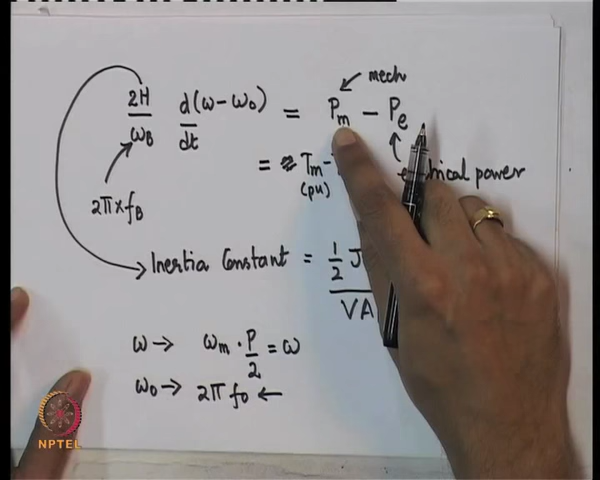 mech
2H/ωB d(ω-ω₀)/dt = Pm - Pe
= Tm -
(pu)
power
2π×fB
Inertia Constant = 1/2 J
VA
ω → ωm · P/2 = ω
ω₀ → 2π f₀ ←
NPTEL